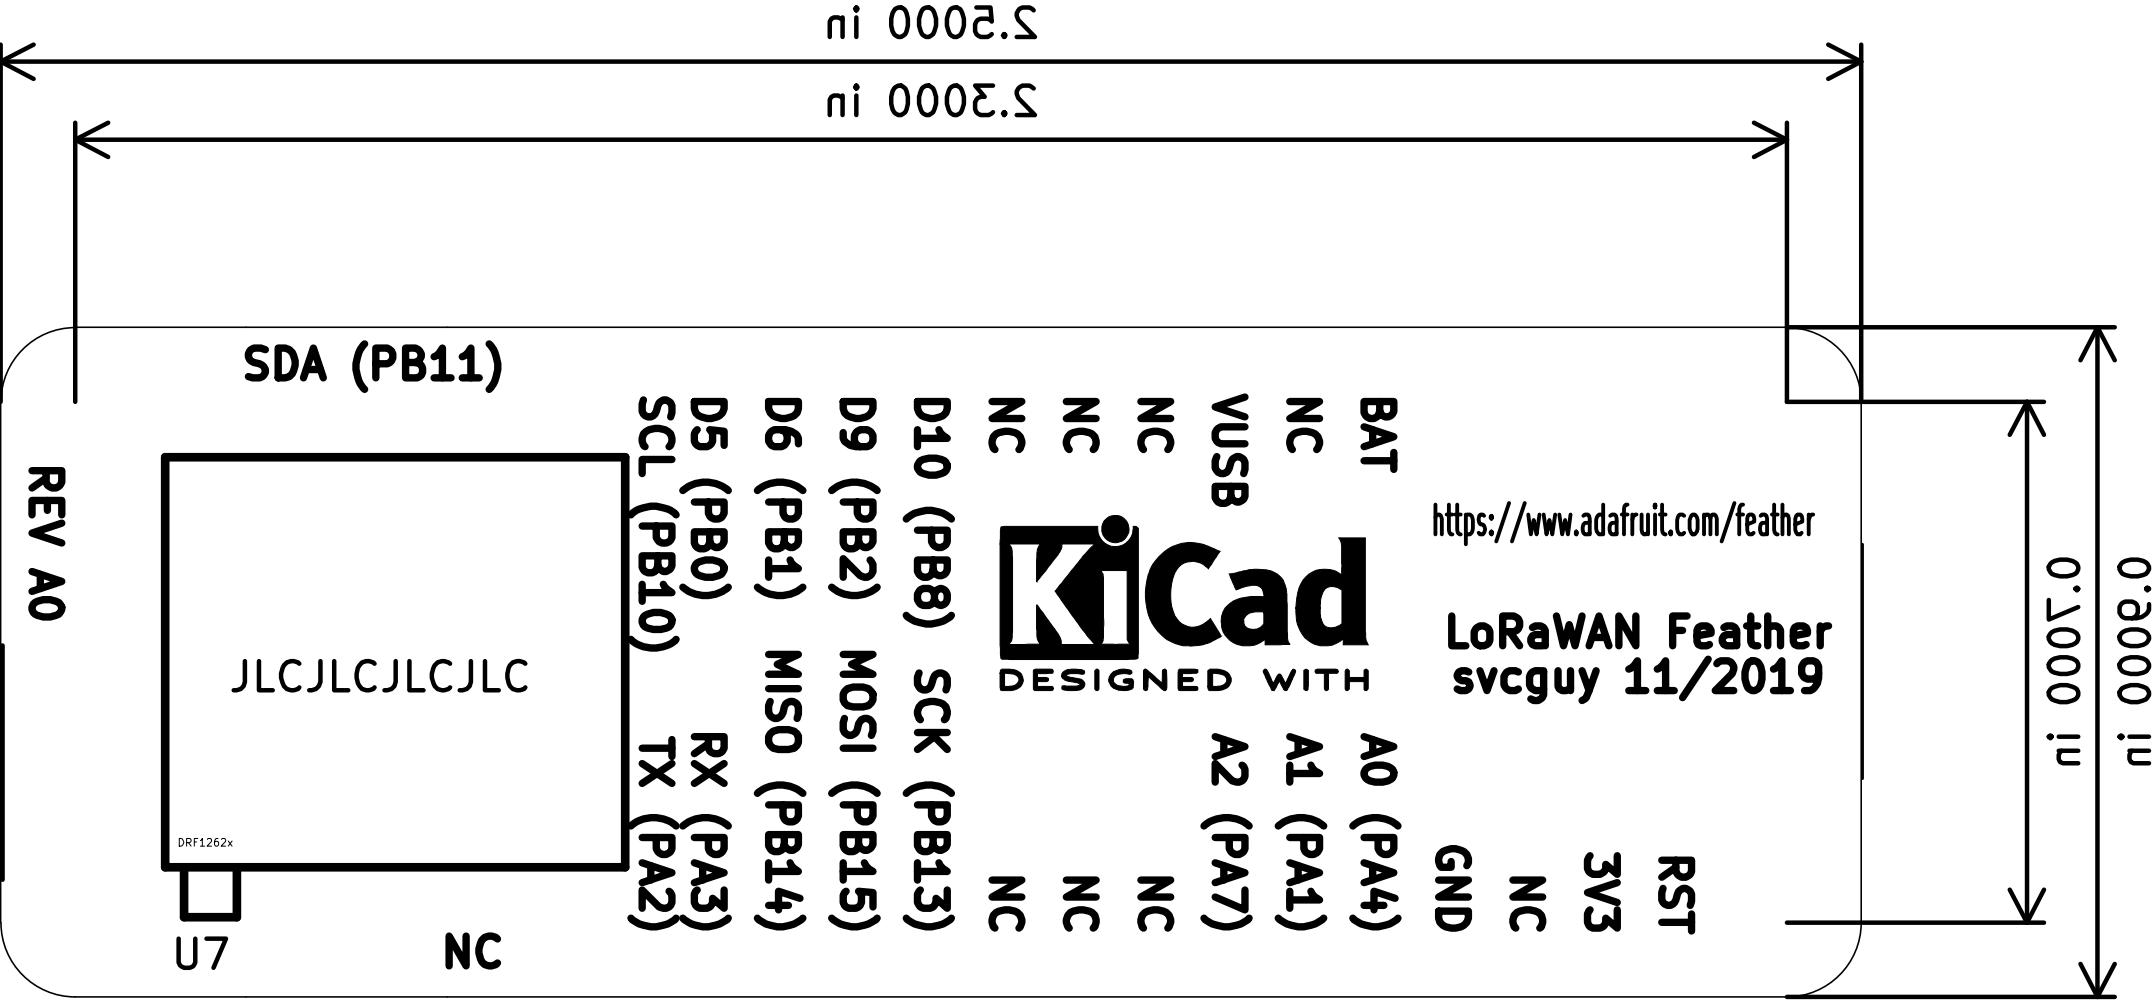 2.5000 in
2.3000 in
SDA (PB11)
SCL (PB10)
D5 (PB0)
D6 (PB1)
D9 (PB2)
D10 (PB8)
NC
NC
NC
VUSB
NC
BAT
REV A0
JLCJLCJLCJLC
DRF1262x
U7
NC
KiCad
DESIGNED WITH
https://www.adafruit.com/feather
LoRaWAN Feather
svcguy 11/2019
0.7000 in
0.9000 in
TX (PA2)
RX (PA3)
MISO (PB14)
MOSI (PB15)
SCK (PB13)
NC
NC
NC
A2 (PA7)
A1 (PA1)
A0 (PA4)
GND
NC
3V3
RST